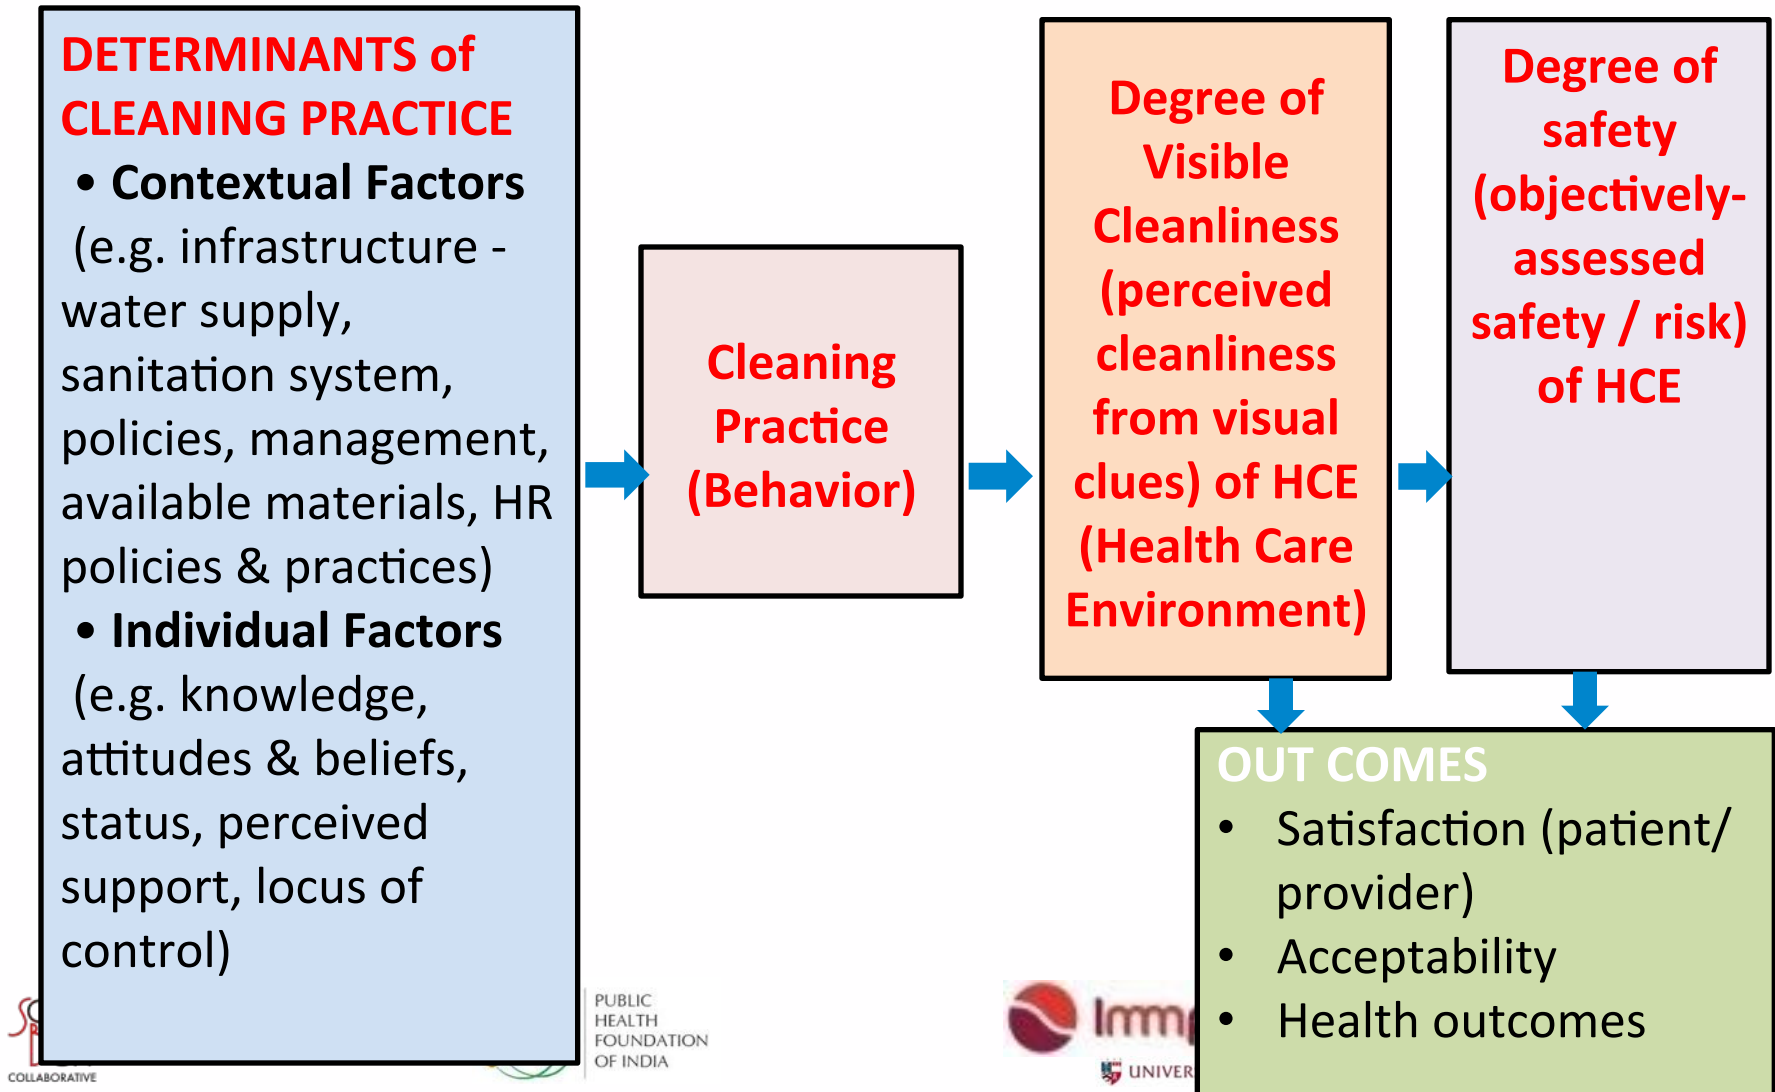 DETERMINANTS of
CLEANING PRACTICE
• Contextual Factors
(e.g. infrastructure -
water supply,
sanitation system,
policies, management,
available materials, HR
policies & practices)
• Individual Factors
(e.g. knowledge,
attitudes & beliefs,
status, perceived
support, locus of
control)
Cleaning
Practice
(Behavior)
Degree of
Visible
Cleanliness
(perceived
cleanliness
from visual
clues) of HCE
(Health Care
Environment)
Degree of
safety
(objectively-
assessed
safety / risk)
of HCE
OUT COMES
• Satisfaction (patient/
provider)
• Acceptability
• Health outcomes
COLLABORATIVE
PUBLIC
HEALTH
FOUNDATION
OF INDIA